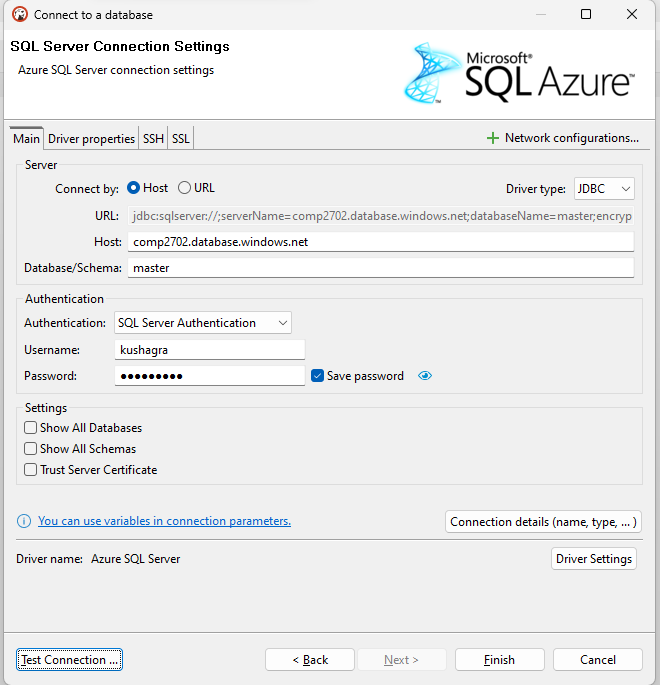 Connect to a database
SQL Server Connection Settings
Azure SQL Server connection settings
Microsoft®
SQL Azure™
Main Driver properties SSH SSL
Network configurations...
Server
Connect by: Host URL Driver type: JDBC
URL: jdbc:sqlserver://;serverName=comp2702.database.windows.net;databaseName=master;encryp
Host: comp2702.database.windows.net
Database/Schema: master
Authentication
Authentication: SQL Server Authentication
Username: kushagra
Password: ●●●●●●●●● Save password
Settings
Show All Databases
Show All Schemas
Trust Server Certificate
You can use variables in connection parameters. Connection details (name, type, ... )
Driver name: Azure SQL Server Driver Settings
Test Connection ... < Back Next > Finish Cancel